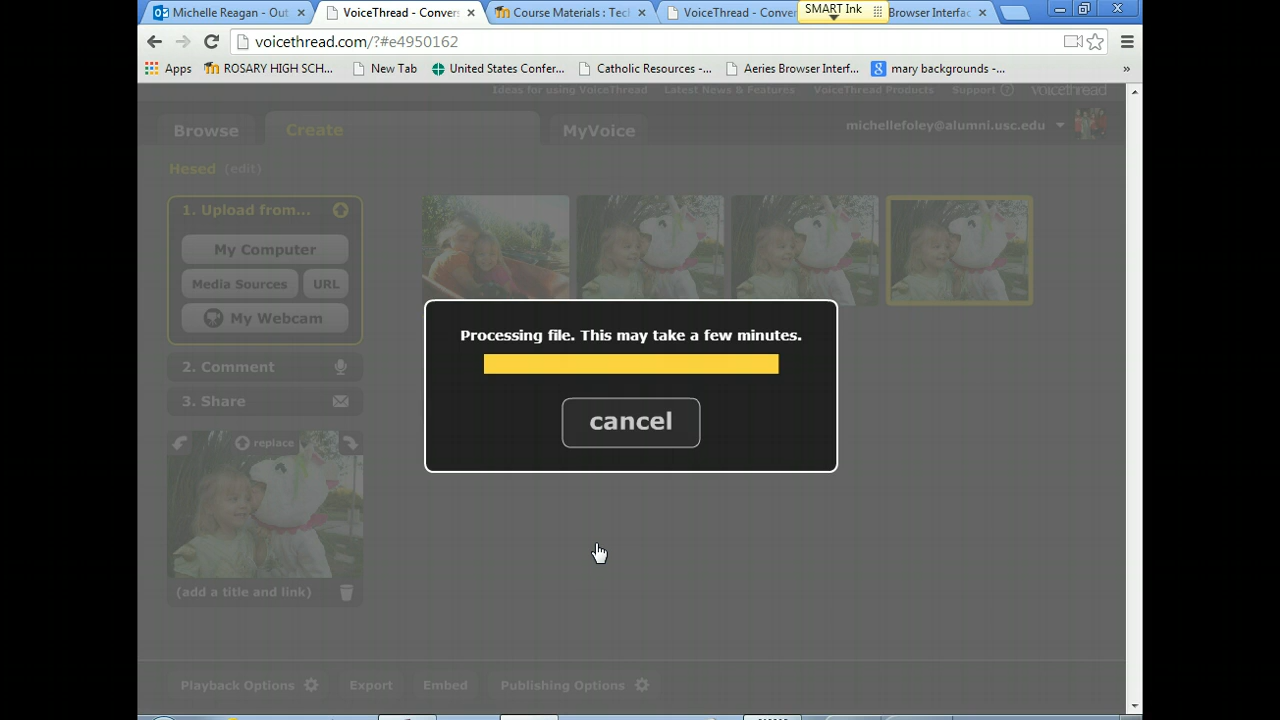 Michelle Reagan - Out
VoiceThread - Convers
Course Materials : Tech
VoiceThread - Conver
SMART Ink
Browser Interfac
voicethread.com/?#e4950162
Apps
ROSARY HIGH SCH...
New Tab
United States Confer...
Catholic Resources -...
Aeries Browser Interf...
mary backgrounds -...
»
Ideas for using VoiceThread
Latest News & Features
VoiceThread Products
Support ?
voicethread
Browse
Create
MyVoice
michellefoley@alumni.usc.edu
Hesed (edit)
1. Upload from...
My Computer
Media Sources
URL
My Webcam
2. Comment
3. Share
replace
(add a title and link)
Processing file. This may take a few minutes.
cancel
Playback Options
Export
Embed
Publishing Options